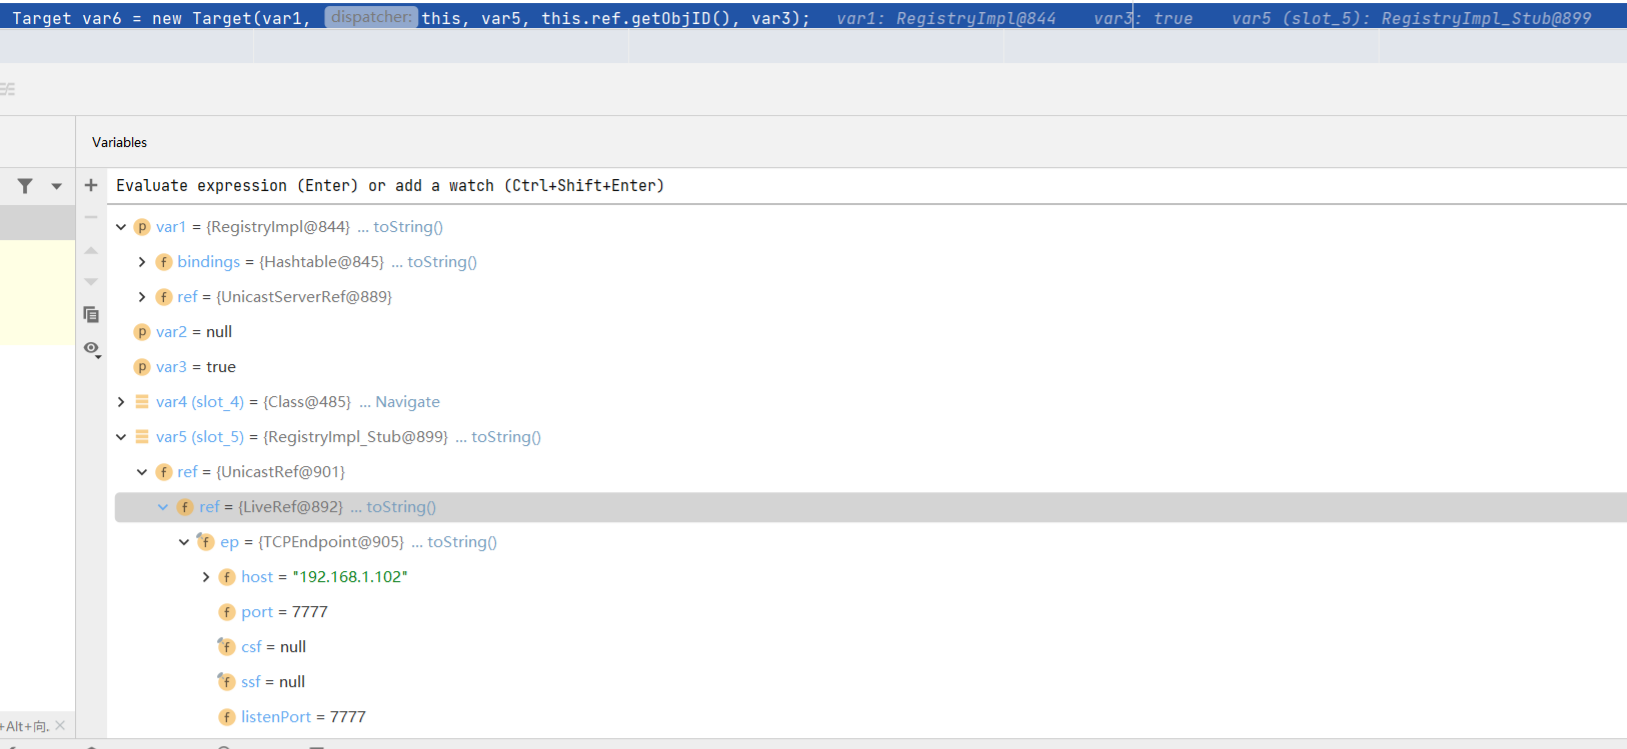 Target var6 = new Target(var1, dispatcher: this, var5, this.ref.getObjID(), var3); var1: RegistryImpl@844 var3: true var5 (slot_5): RegistryImpl_Stub@899
Variables
Evaluate expression (Enter) or add a watch (Ctrl+Shift+Enter)
var1 = {RegistryImpl@844} ... toString()
bindings = {Hashtable@845} ... toString()
ref = {UnicastServerRef@889}
var2 = null
var3 = true
var4 (slot_4) = {Class@485} ... Navigate
var5 (slot_5) = {RegistryImpl_Stub@899} ... toString()
ref = {UnicastRef@901}
ref = {LiveRef@892} ... toString()
ep = {TCPEndpoint@905} ... toString()
host = "192.168.1.102"
port = 7777
csf = null
ssf = null
listenPort = 7777
+Alt+向.